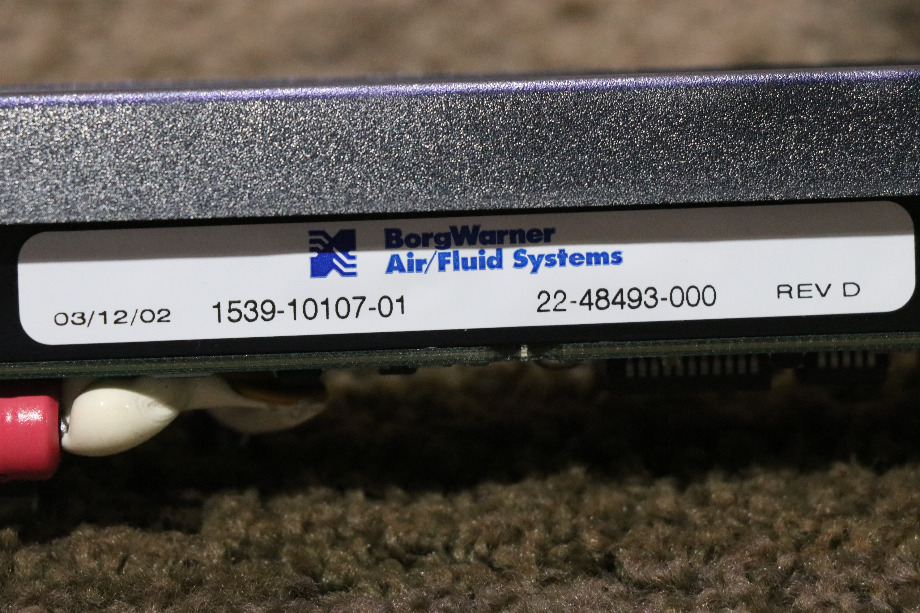 BorgWarner
Air/Fluid Systems
03/12/02 1539-10107-01 22-48493-000 REV D